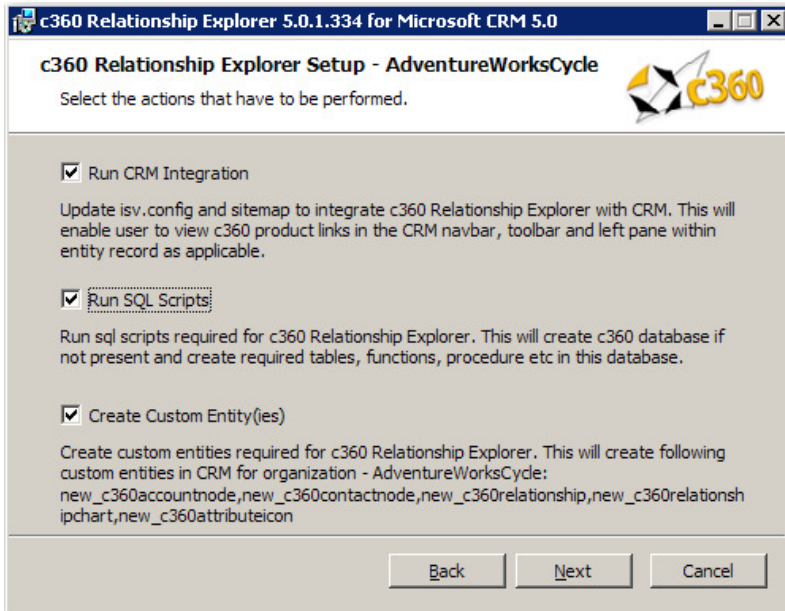 c360 Relationship Explorer 5.0.1.334 for Microsoft CRM 5.0
c360 Relationship Explorer Setup - AdventureWorksCycle
Select the actions that have to be performed.
c360
Run CRM Integration
Update isv.config and sitemap to integrate c360 Relationship Explorer with CRM. This will
enable user to view c360 product links in the CRM navbar, toolbar and left pane within
entity record as applicable.
Run SQL Scripts
Run sql scripts required for c360 Relationship Explorer. This will create c360 database if
not present and create required tables, functions, procedure etc in this database.
Create Custom Entity(ies)
Create custom entities required for c360 Relationship Explorer. This will create following
custom entities in CRM for organization - AdventureWorksCycle:
new_c360accountnode,new_c360contactnode,new_c360relationship,new_c360relationsh
ipchart,new_c360attributeicon
Back Next Cancel